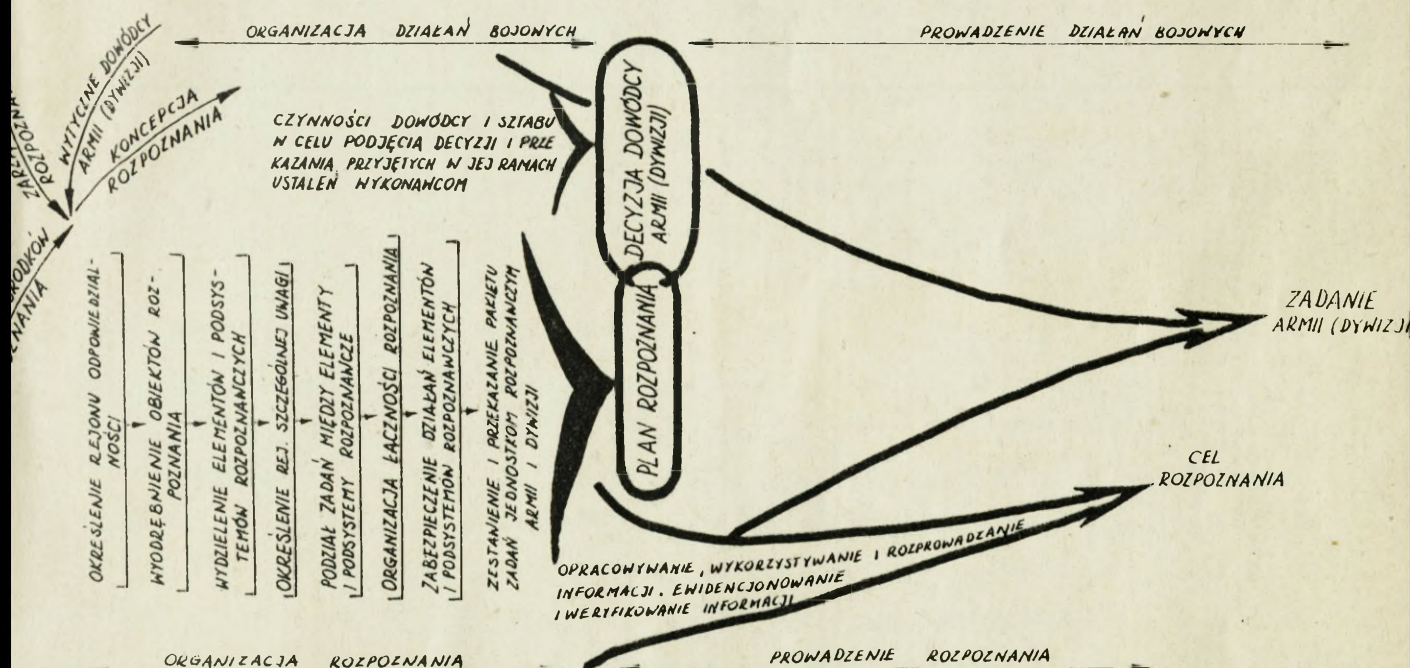 ORGANIZACJA DZIAŁAŃ BOJOWYCH
PROWADZENIE DZIAŁAŃ BOJOWYCH
ROZPOZNA
WYTYCZNE DOWÓDCY
ARMII (DYWIZJI)
KONCEPCJA
ROZPOZNANIA
CZYNNOŚCI DOWÓDCY I SZTABU
W CELU PODJĘCIA DECYZJI I PRZE
KAZANIA PRZYJĘTYCH W JEJ RAMACH
USTALEŃ WYKONAWCOM
DECYZJA DOWÓDCY
ARMII (DYWIZJI)
PLAN ROZPOZNANIA
OKREŚLENIE REJONU ODPOWIEDZIAL-
NOŚCI
WYODRĘBNIENIE OBIEKTÓW ROZ-
POZNANIA
WYDZIELENIE ELEMENTÓW I PODSYS-
TEMÓW ROZPOZNAWCZYCH
OKREŚLENIE REJ. SZCZEGÓLNEJ UWAGI
PODZIAŁ ZADAŃ MIĘDZY ELEMENTY
I PODSYSTEMY ROZPOZNAWCZE
ORGANIZACJA ŁĄCZNOŚCI ROZPOZNANIA
ZABEZPIECZENIE DZIAŁAŃ ELEMENTÓW
I PODSYSTEMÓW ROZPOZNAWCZYCH
ZESTAWIENIE I PRZEKAZANIE PAKIETU
ZADAŃ JEDNOSTKOM ROZPOZNAWCZYM
ARMII I DYWIZJI
ZADANIE
ARMII (DYWIZJI
CEL
ROZPOZNANIA
OPRACOWYWANIE, WYKORZYSTYWANIE I ROZPROWADZANIE
INFORMACJI. EWIDENCJONOWANIE
I WERYFIKOWANIE INFORMACJI
ORGANIZACJA ROZPOZNANIA
PROWADZENIE ROZPOZNANIA